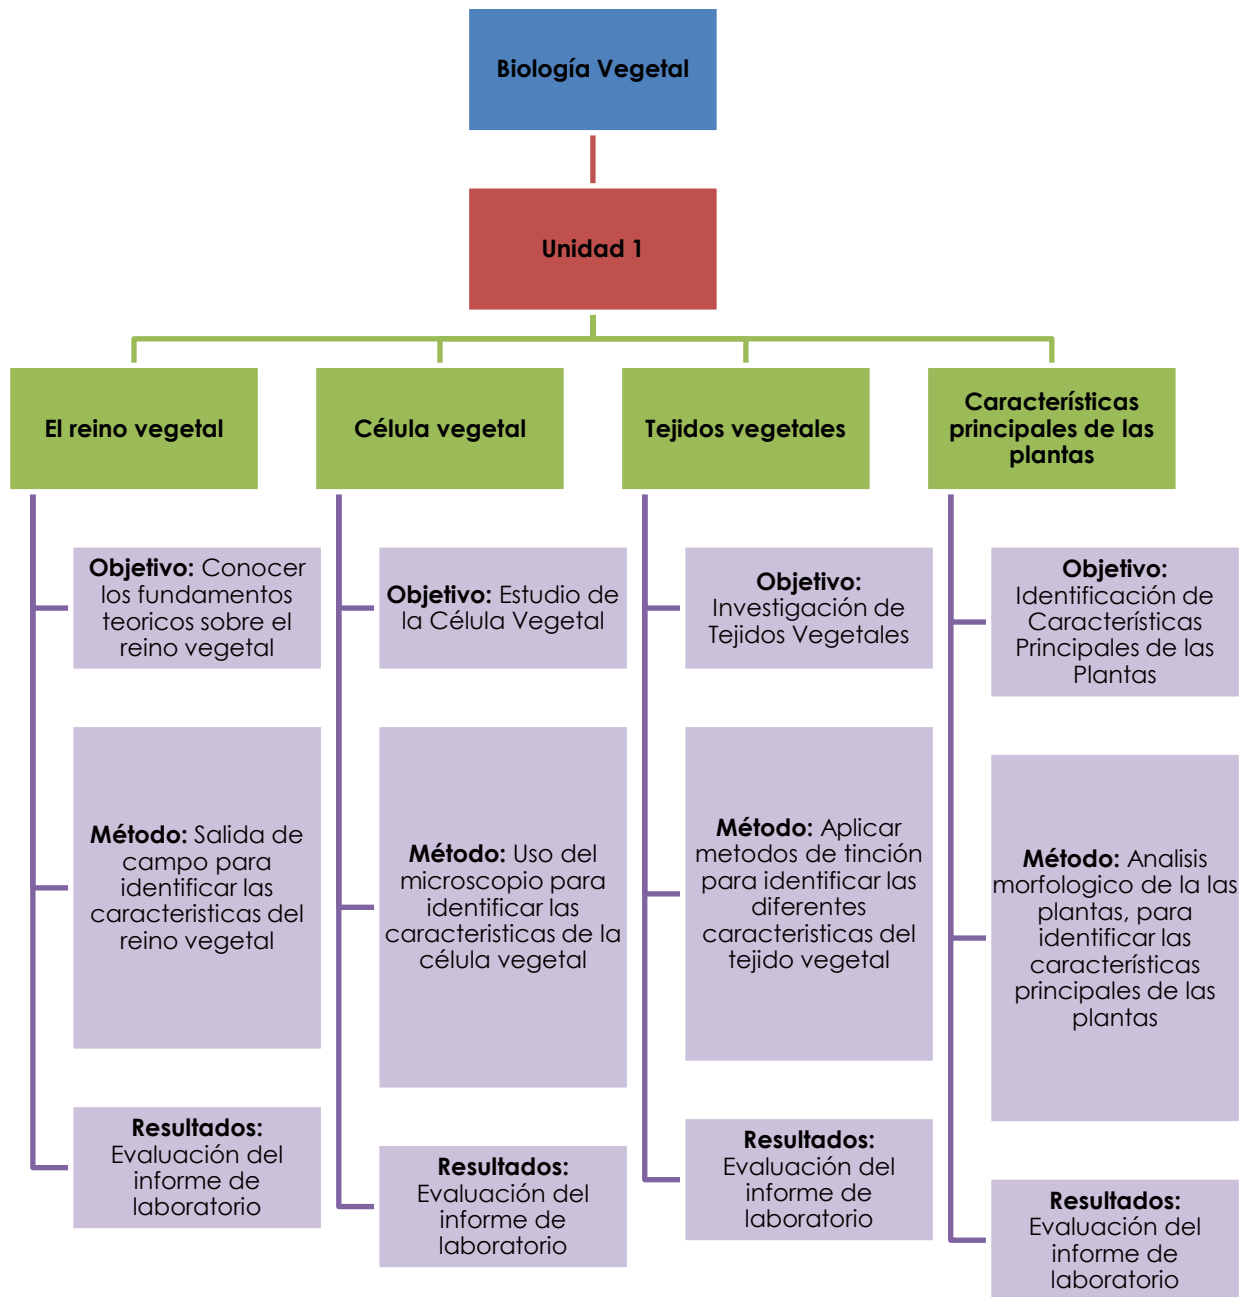 Biología Vegetal
Unidad 1
El reino vegetal
Objetivo: Conocer
los fundamentos
teoricos sobre el
reino vegetal
Método: Salida de
campo para
identificar las
caracteristicas del
reino vegetal
Resultados:
Evaluación del
informe de
laboratorio
Célula vegetal
Objetivo: Estudio de
la Célula Vegetal
Método: Uso del
microscopio para
identificar las
caracteristicas de la
célula vegetal
Resultados:
Evaluación del
informe de
laboratorio
Tejidos vegetales
Objetivo:
Investigación de
Tejidos Vegetales
Método: Aplicar
metodos de tinción
para identificar las
diferentes
caracteristicas del
tejido vegetal
Resultados:
Evaluación del
informe de
laboratorio
Características
principales de las
plantas
Objetivo:
Identificación de
Características
Principales de las
Plantas
Método: Analisis
morfologico de la las
plantas, para
identificar las
características
principales de las
plantas
Resultados:
Evaluación del
informe de
laboratorio